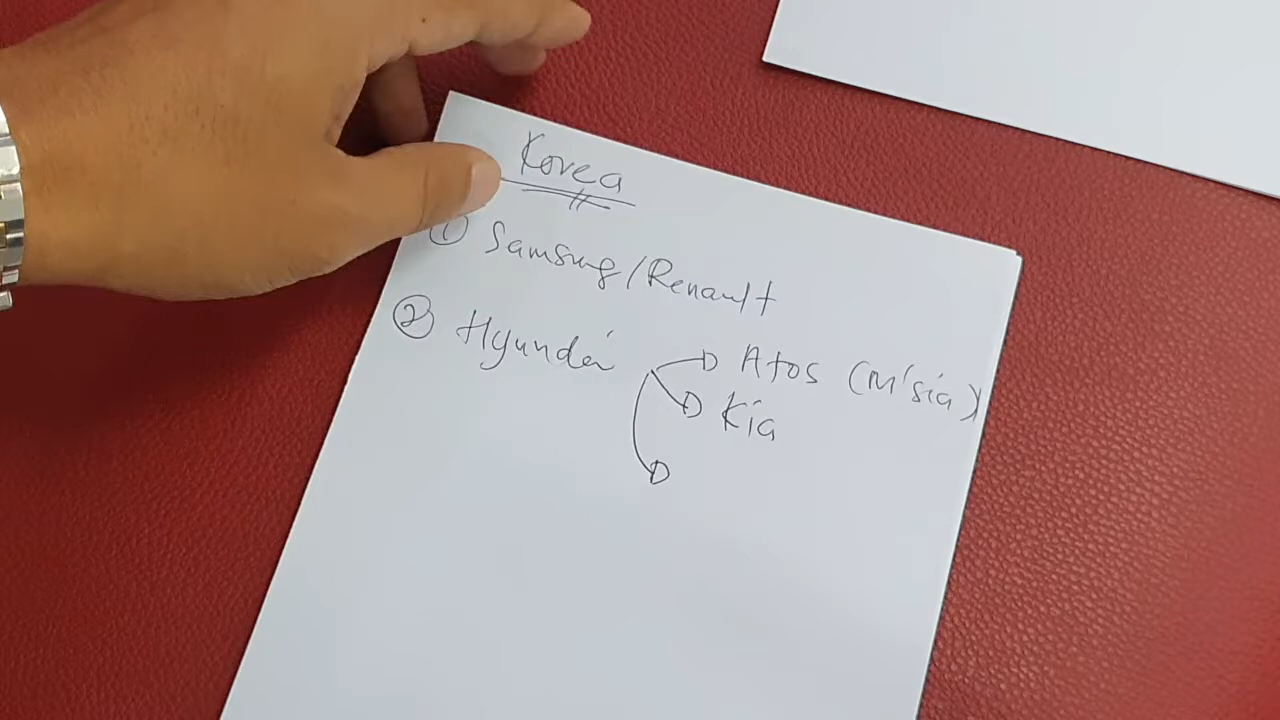 Korea
① Samsung/Renault
② Hyundai
Atos (M'sia)
Kia